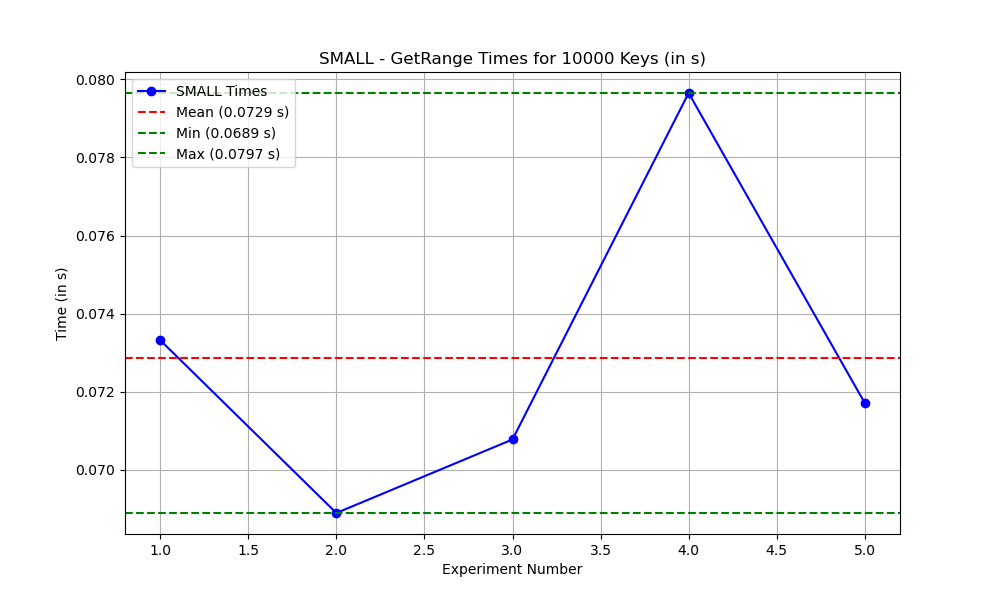 SMALL - GetRange Times for 10000 Keys (in s)
SMALL Times
Mean (0.0729 s)
Min (0.0689 s)
Max (0.0797 s)
Time (in s)
0.080
0.078
0.076
0.074
0.072
0.070
1.0 1.5 2.0 2.5 3.0 3.5 4.0 4.5 5.0
Experiment Number